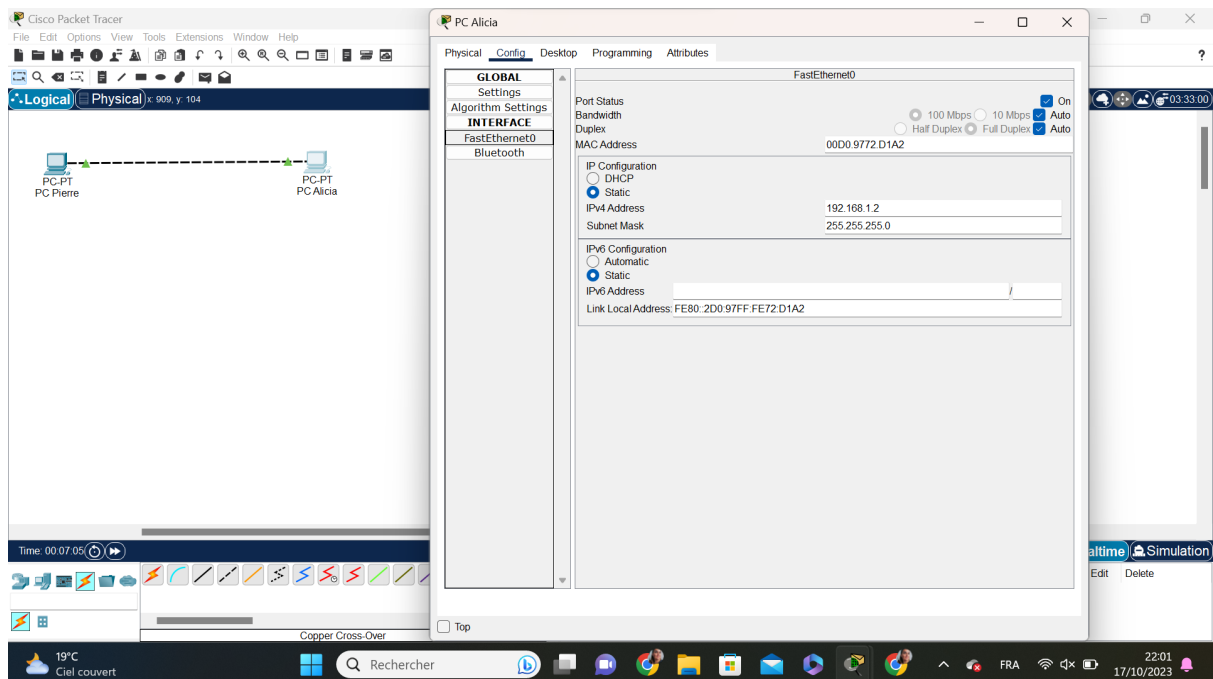 Cisco Packet Tracer
File Edit Options View Tools Extensions Window Help
Logical Physical x: 909, y: 104
PC-PT
PC Pierre
PC-PT
PC Alicia
PC Alicia
Physical Config Desktop Programming Attributes
?
GLOBAL
Settings
Algorithm Settings
INTERFACE
FastEthernet0
Bluetooth
FastEthernet0
Port Status On
Bandwidth 100 Mbps 10 Mbps Auto
Duplex Half Duplex Full Duplex Auto
MAC Address 00D0.9772.D1A2
IP Configuration
DHCP
Static
IPv4 Address 192.168.1.2
Subnet Mask 255.255.255.0
IPv6 Configuration
Automatic
Static
IPv6 Address /
Link Local Address: FE80::2D0:97FF:FE72:D1A2
Top
03:33:00
Time: 00:07:05
altime Simulation
Edit Delete
Copper Cross-Over
19°C
Ciel couvert
Rechercher
FRA
22:01
17/10/2023